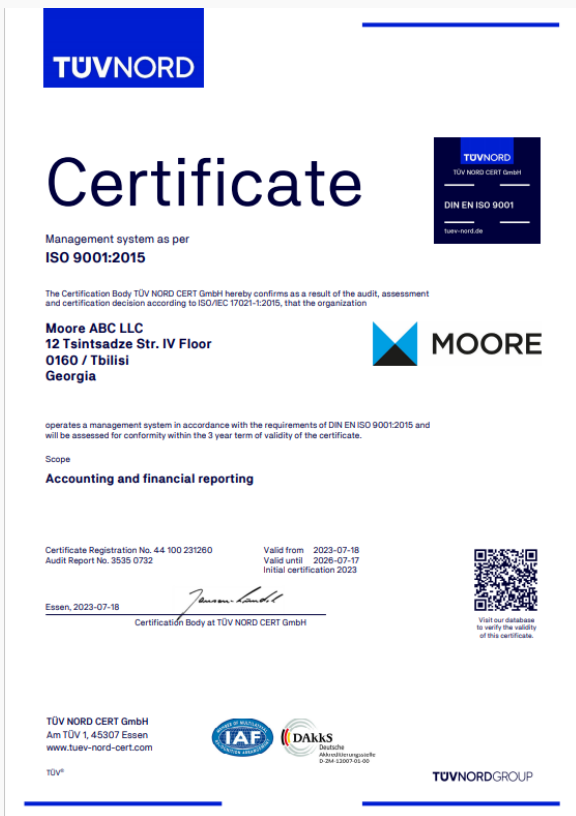 TÜVNORD
Certificate
TÜVNORD
TÜV NORD CERT GmbH
DIN EN ISO 9001
tuev-nord.de
Management system as per
ISO 9001:2015
The Certification Body TÜV NORD CERT GmbH hereby confirms as a result of the audit, assessment
and certification decision according to ISO/IEC 17021-1:2015, that the organization
Moore ABC LLC
12 Tsintsadze Str. IV Floor
0160 / Tbilisi
Georgia
MOORE
operates a management system in accordance with the requirements of DIN EN ISO 9001:2015 and
will be assessed for conformity within the 3 year term of validity of the certificate.
Scope
Accounting and financial reporting
Certificate Registration No. 44 100 231260
Audit Report No. 3535 0732
Valid from 2023-07-18
Valid until 2026-07-17
Initial certification 2023
Essen, 2023-07-18
Certification Body at TÜV NORD CERT GmbH
Visit our database
to verify the validity
of this certificate.
TÜV NORD CERT GmbH
Am TÜV 1, 45307 Essen
www.tuev-nord-cert.com
TÜV®
MEMBER OF MULTILATERAL
IAF
RECOGNITION ARRANGEMENT
DAkkS
Deutsche
Akkreditierungsstelle
D-ZM-12007-01-00
TÜVNORDGROUP